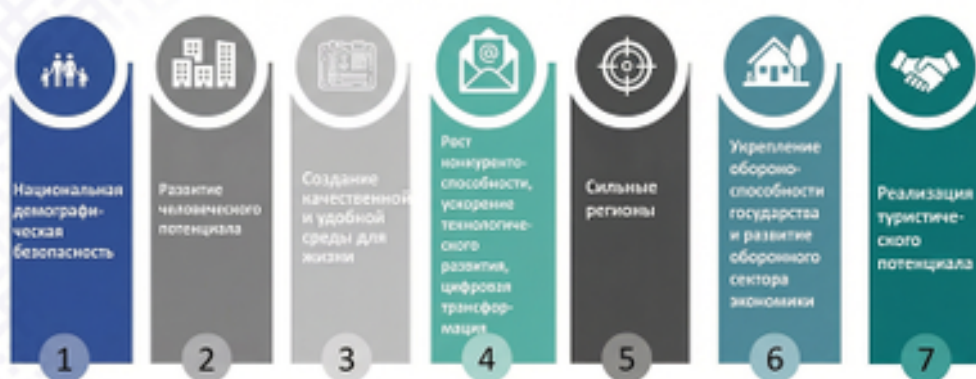 Национальная
демографи-
ческая
безопасность
1
Развитие
человеческого
потенциала
2
Создание
качественной
и удобной
среды для
жизни
3
@
Рост
конкуренто-
способности,
ускорение
технологиче-
ского
развития,
цифровая
трансфор-
мация
4
Сильные
регионы
5
Укрепление
обороно-
способности
государства
и развитие
оборонного
сектора
экономики
6
Реализация
туристиче-
ского
потенциала
7